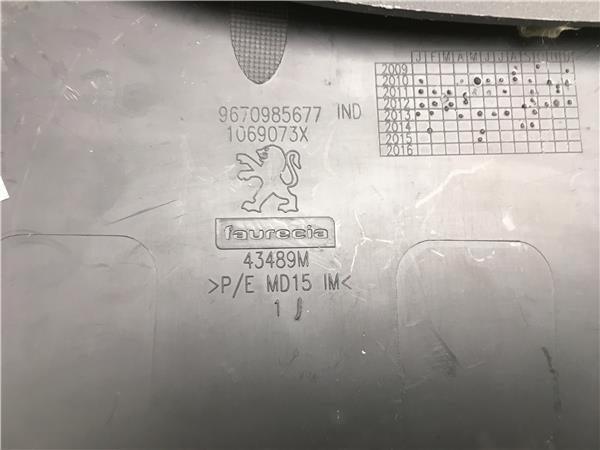 J F M A M J J A S O N D
2009
2010
2011
2012
2013
2014
2015
2016
9670985677 IND
1069073X
faurecia
43489M
>P/E MD15 IM<
1